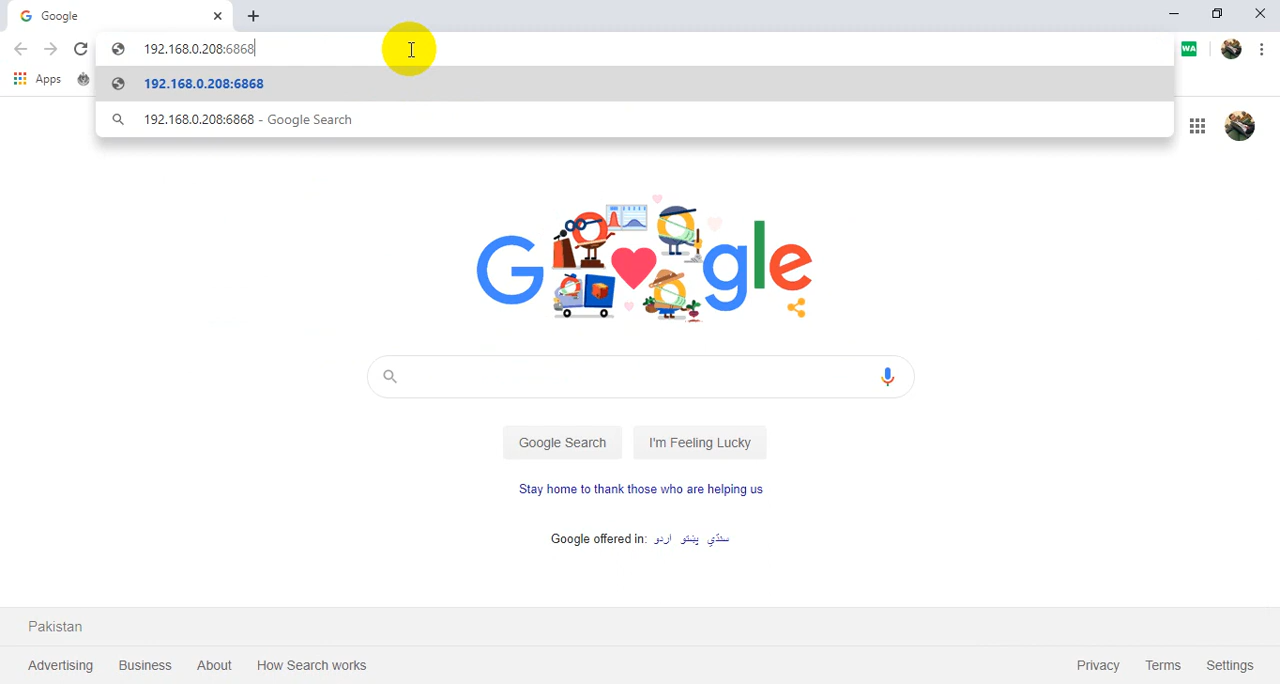 Google
192.168.0.208:6868
WA
Apps
192.168.0.208:6868
192.168.0.208:6868 - Google Search
Google
Google Search
I'm Feeling Lucky
Stay home to thank those who are helping us
Google offered in: اردو پښتو سنڌي
Pakistan
Advertising Business About How Search works Privacy Terms Settings